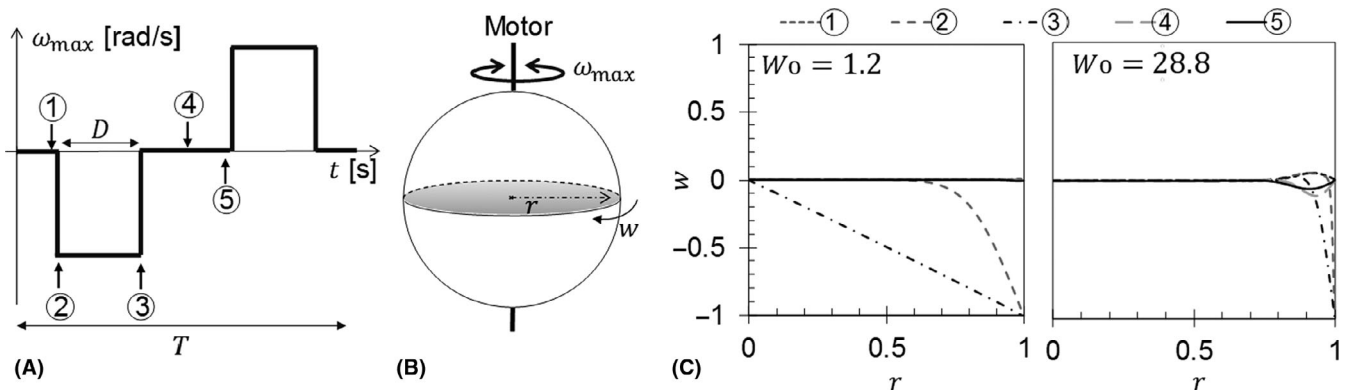 ω_max [rad/s]
① ④
D
t [s]
② ③ ⑤
T
(A)
Motor
ω_max
r
w
(B)
① ② ③ ④ ⑤
Wo = 1.2
1
0.5
0
−0.5
−1
w
0 0.5 1
r
Wo = 28.8
0 0.5 1
r
(C)